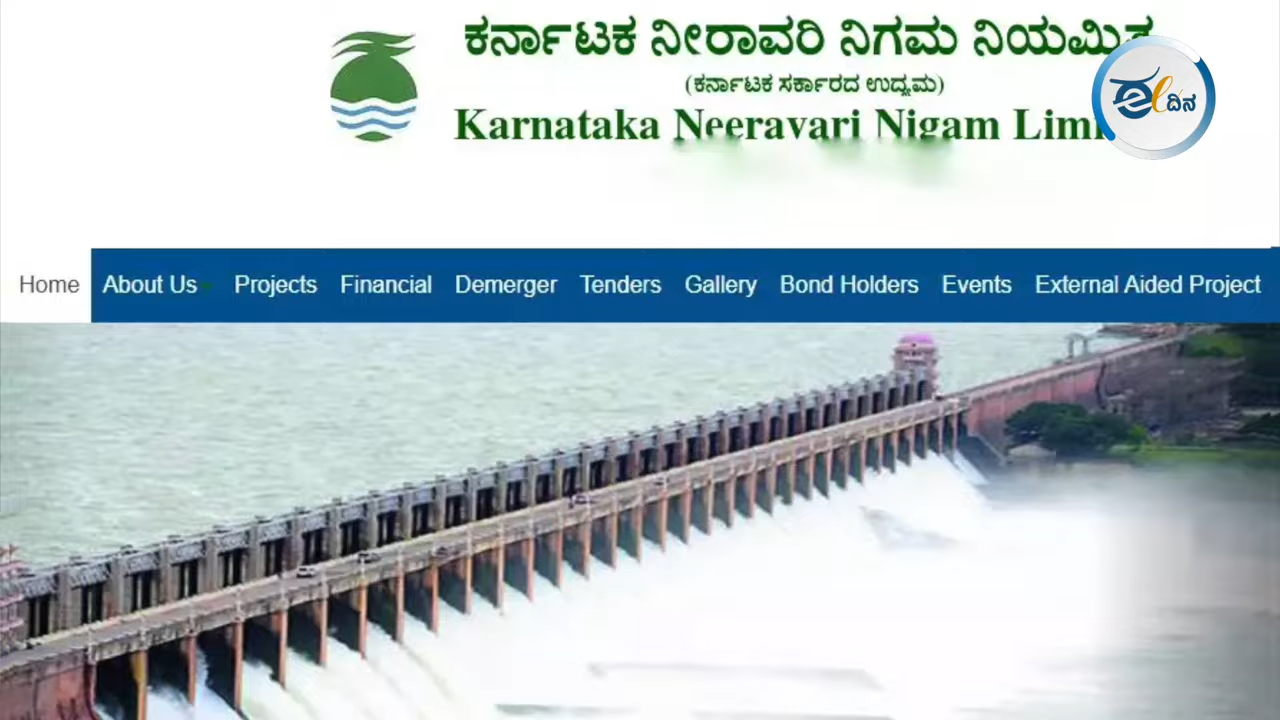 ಕರ್ನಾಟಕ ನೀರಾವರಿ ನಿಗಮ
(ಕರ್ನಾಟಕ ಸರ್ಕಾರದ ಉದ್ಯಮ)
Karnataka Neeravari Nigam
ಈ ದಿನ
Home About Us Projects Financial Demerger Tenders Gallery Bond Holders Events External Aided Project